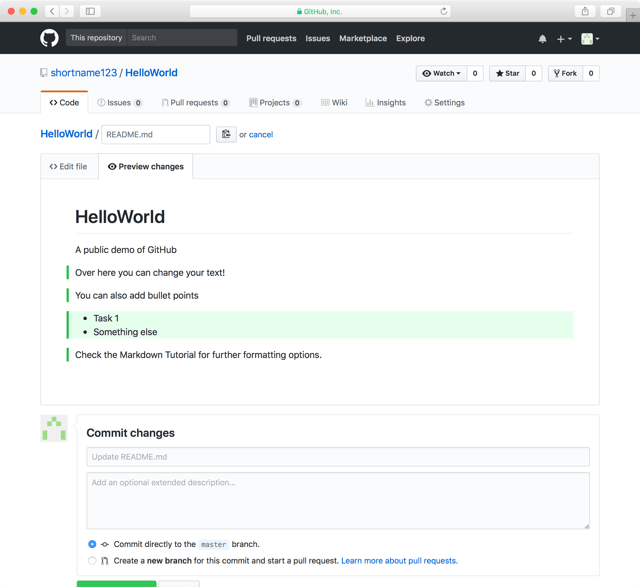 GitHub, Inc.
This repository Search Pull requests Issues Marketplace Explore
shortname123 / HelloWorld Watch 0 Star 0 Fork 0
Code Issues 0 Pull requests 0 Projects 0 Wiki Insights Settings
HelloWorld / README.md or cancel
Edit file Preview changes
HelloWorld
A public demo of GitHub
Over here you can change your text!
You can also add bullet points
• Task 1
• Something else
Check the Markdown Tutorial for further formatting options.
Commit changes
Update README.md
Add an optional extended description...
Commit directly to the master branch.
Create a new branch for this commit and start a pull request. Learn more about pull requests.